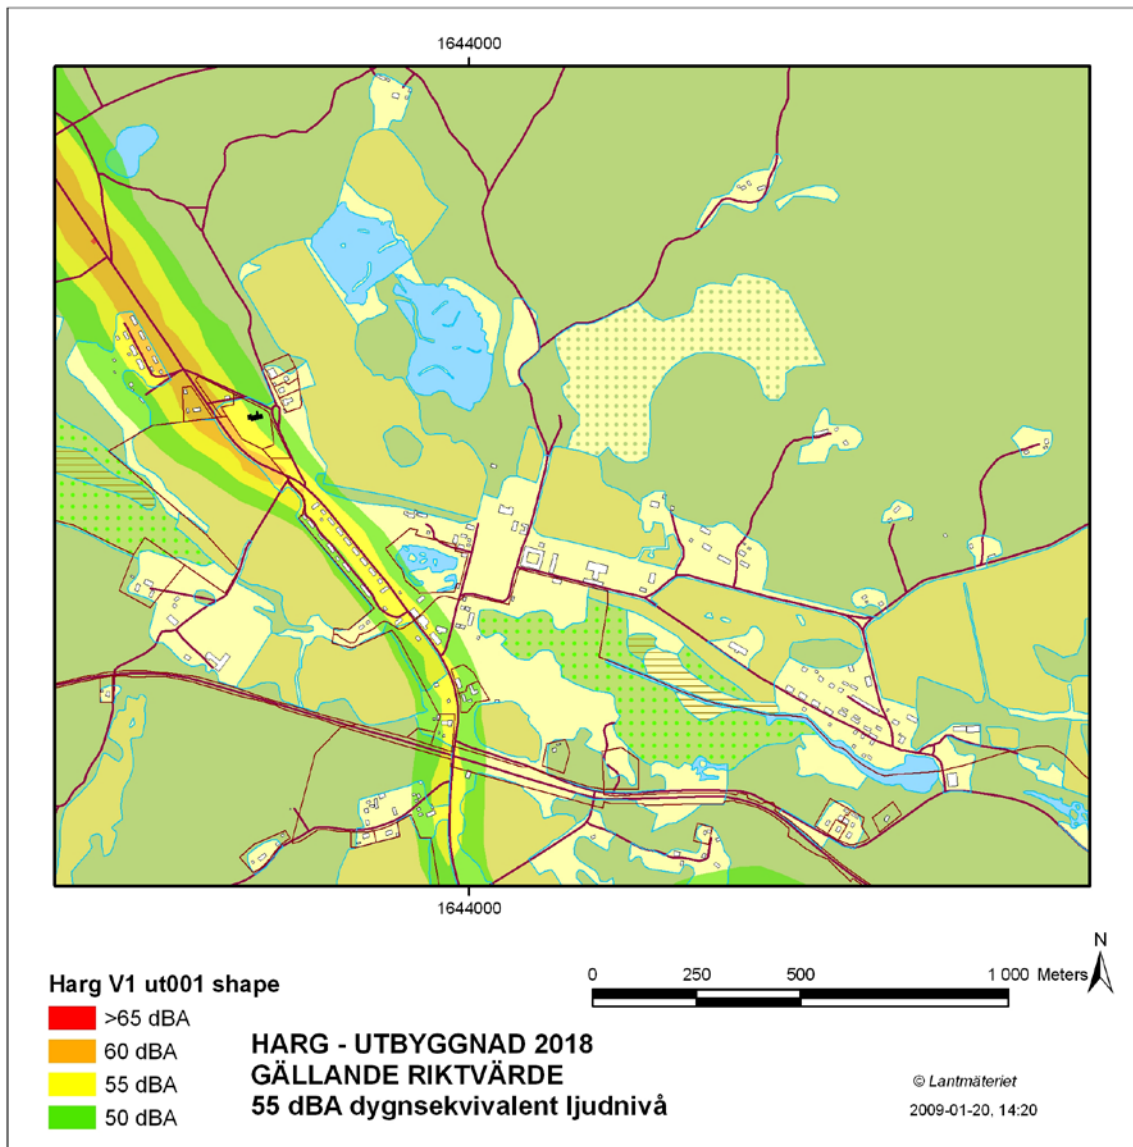 1644000
1644000
Harg V1 ut001 shape
>65 dBA
60 dBA
55 dBA
50 dBA
HARG - UTBYGGNAD 2018
GÄLLANDE RIKTVÄRDE
55 dBA dygnsekvivalent ljudnivå
0 250 500 1 000 Meters
N
© Lantmäteriet
2009-01-20, 14:20